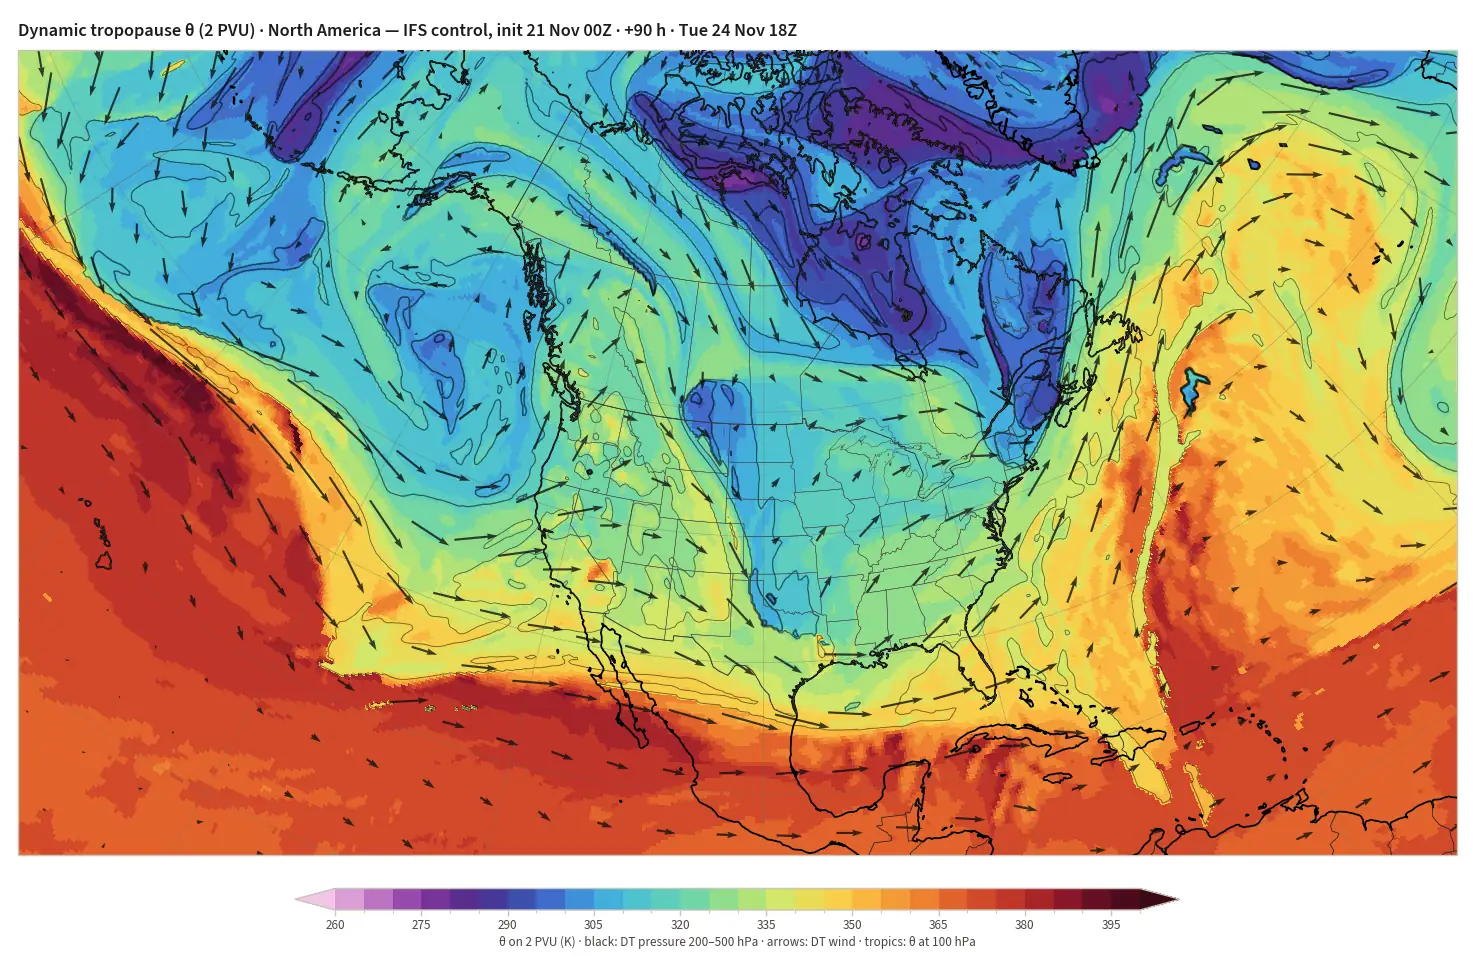 Dynamic tropopause θ (2 PVU) · North America — IFS control, init 21 Nov 00Z · +90 h · Tue 24 Nov 18Z
260 275 290 305 320 335 350 365 380 395
θ on 2 PVU (K) · black: DT pressure 200–500 hPa · arrows: DT wind · tropics: θ at 100 hPa